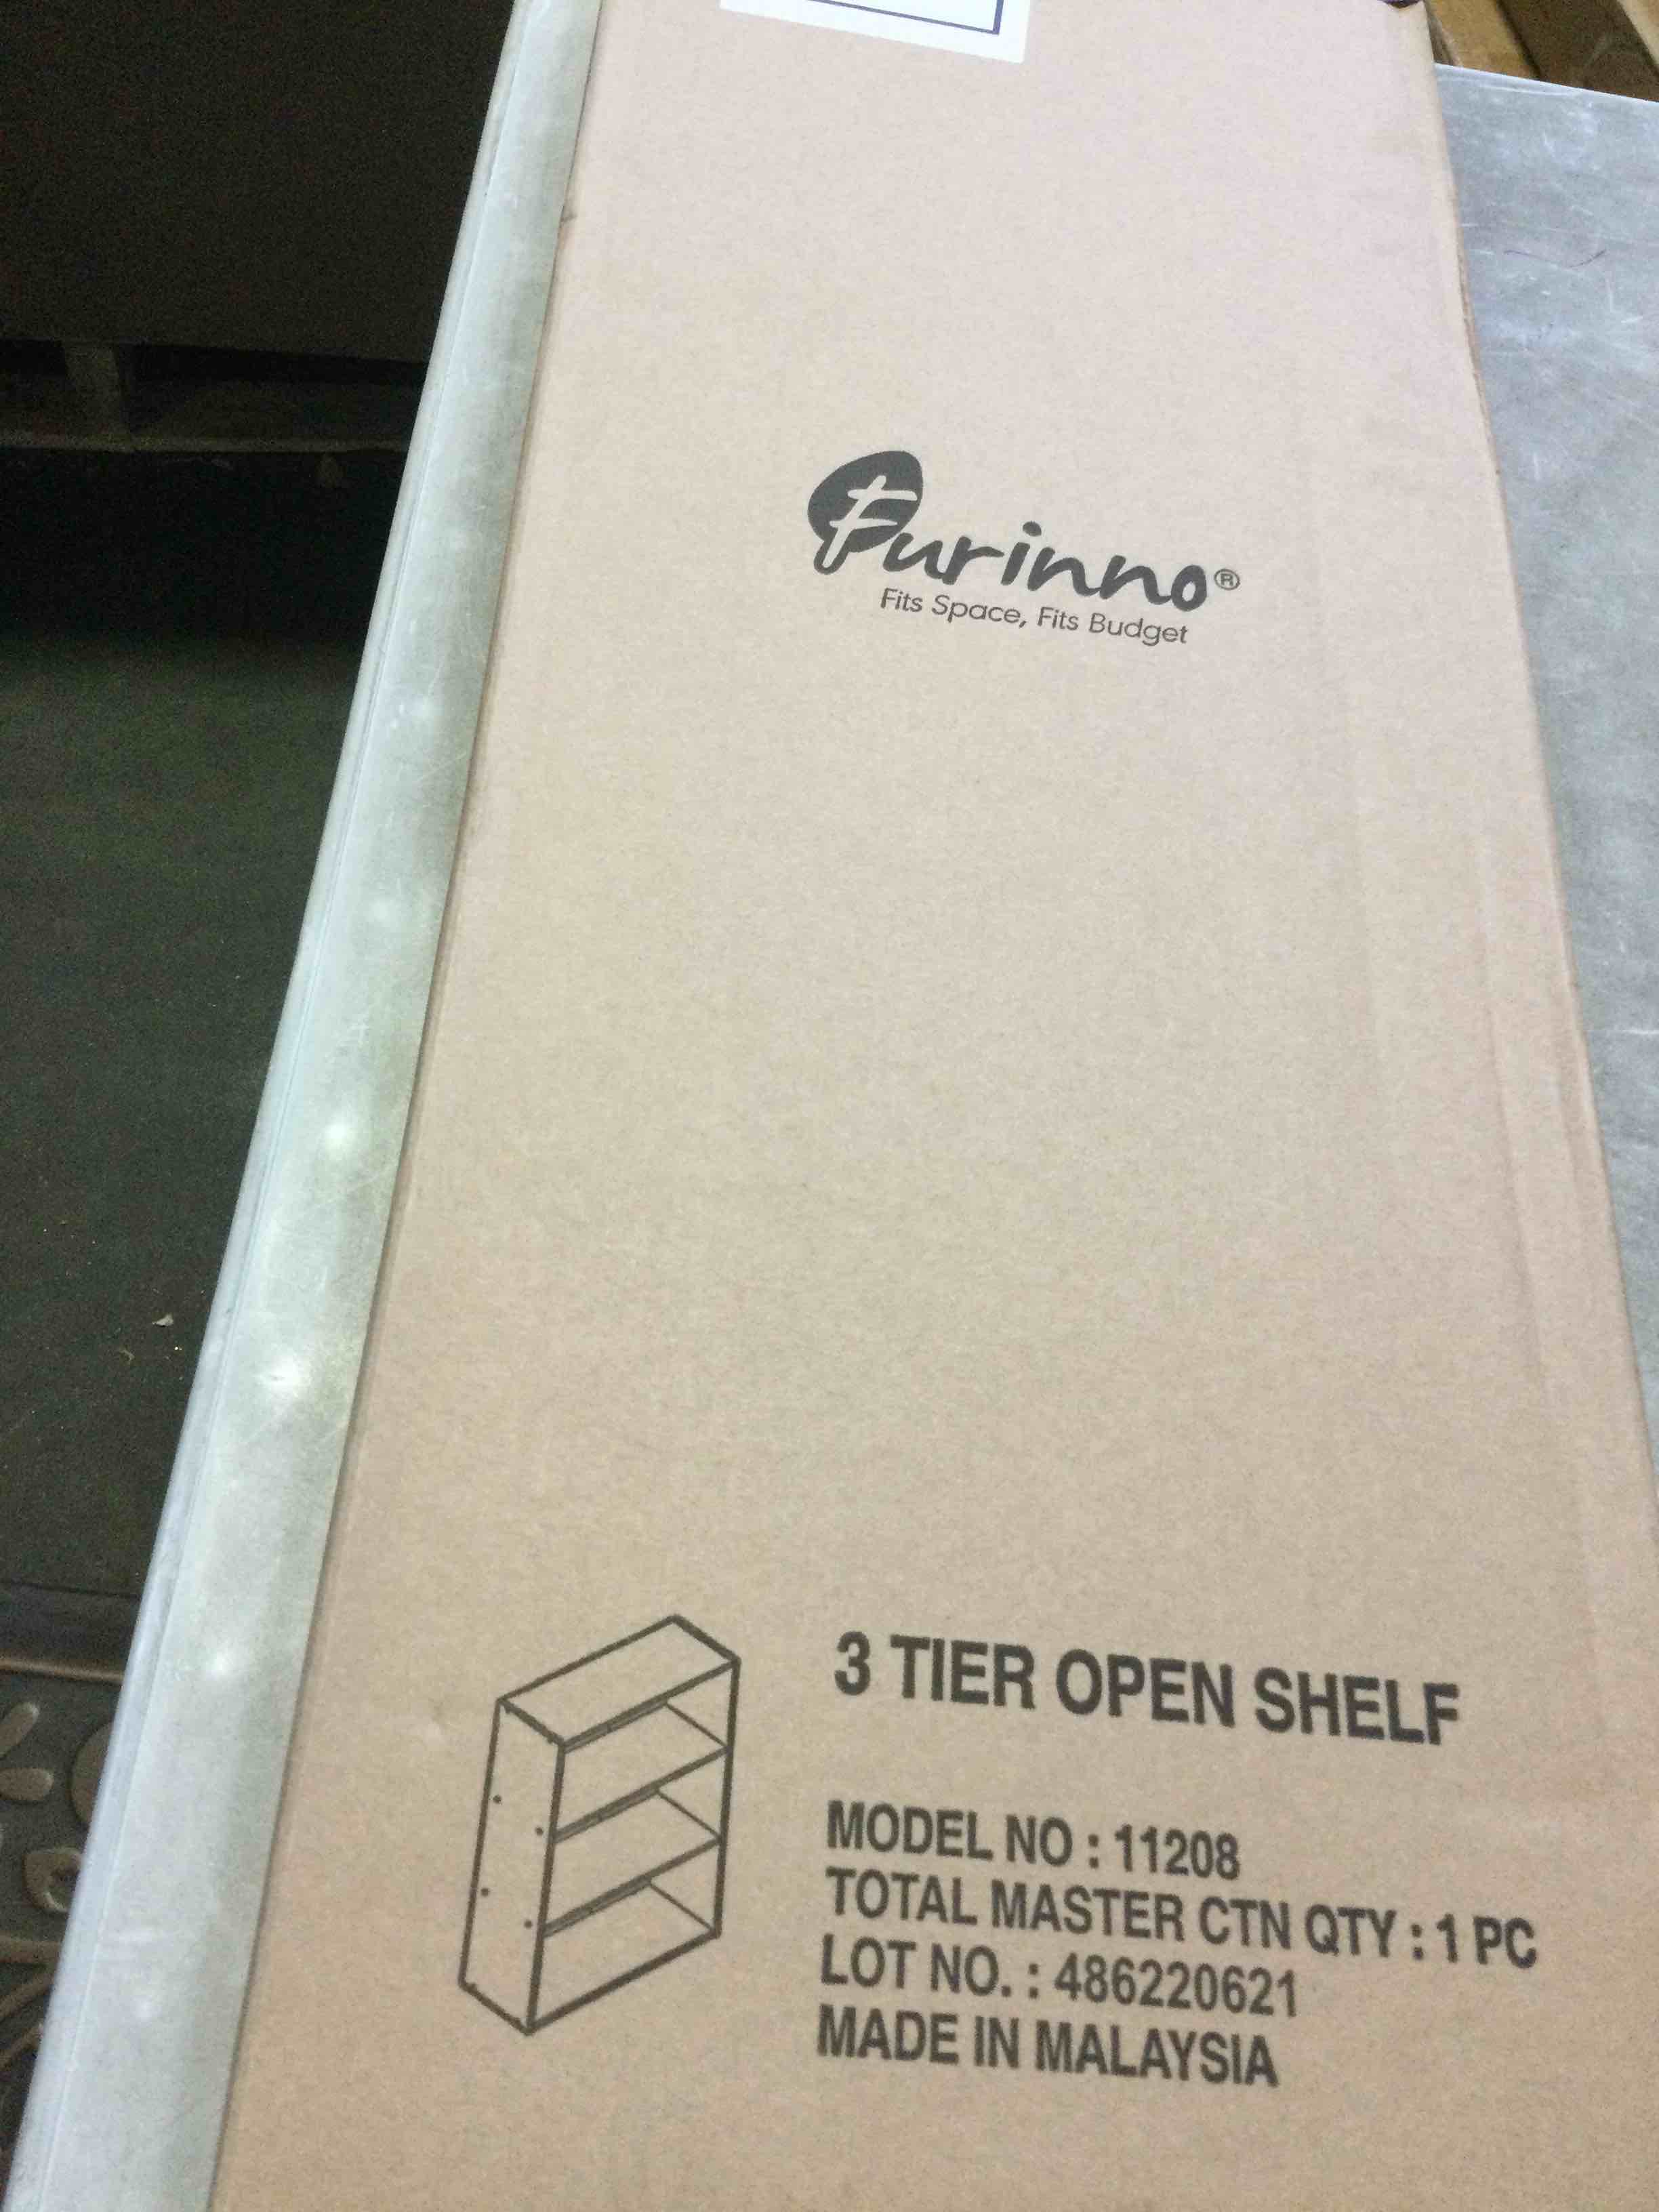 Furinno®
Fits Space, Fits Budget
3 TIER OPEN SHELF
MODEL NO : 11208
TOTAL MASTER CTN QTY : 1 PC
LOT NO. : 486220621
MADE IN MALAYSIA